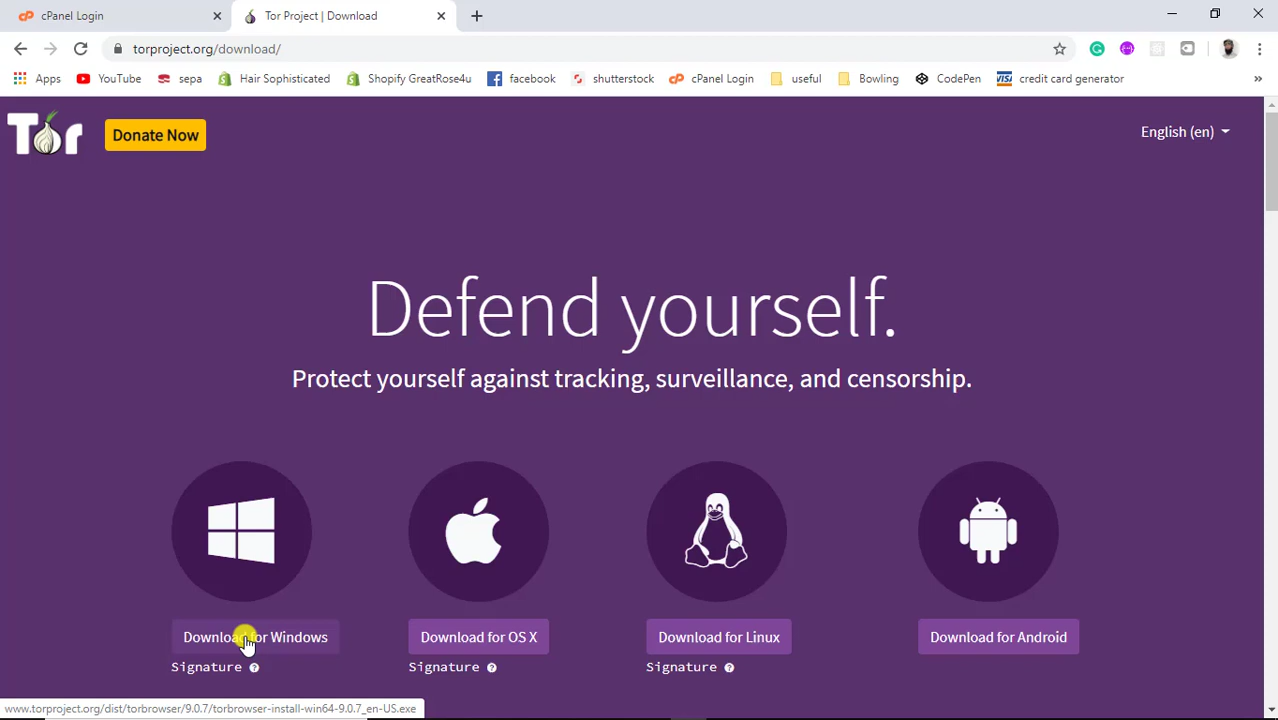 cPanel Login
Tor Project | Download
torproject.org/download/
Apps
YouTube
sepa
Hair Sophisticated
Shopify GreatRose4u
facebook
shutterstock
cPanel Login
useful
Bowling
CodePen
VISA
credit card generator
»
Tor
Donate Now
English (en)
Defend yourself.
Protect yourself against tracking, surveillance, and censorship.
Download for Windows
Download for OS X
Download for Linux
Download for Android
Signature ?
Signature ?
Signature ?
www.torproject.org/dist/torbrowser/9.0.7/torbrowser-install-win64-9.0.7_en-US.exe